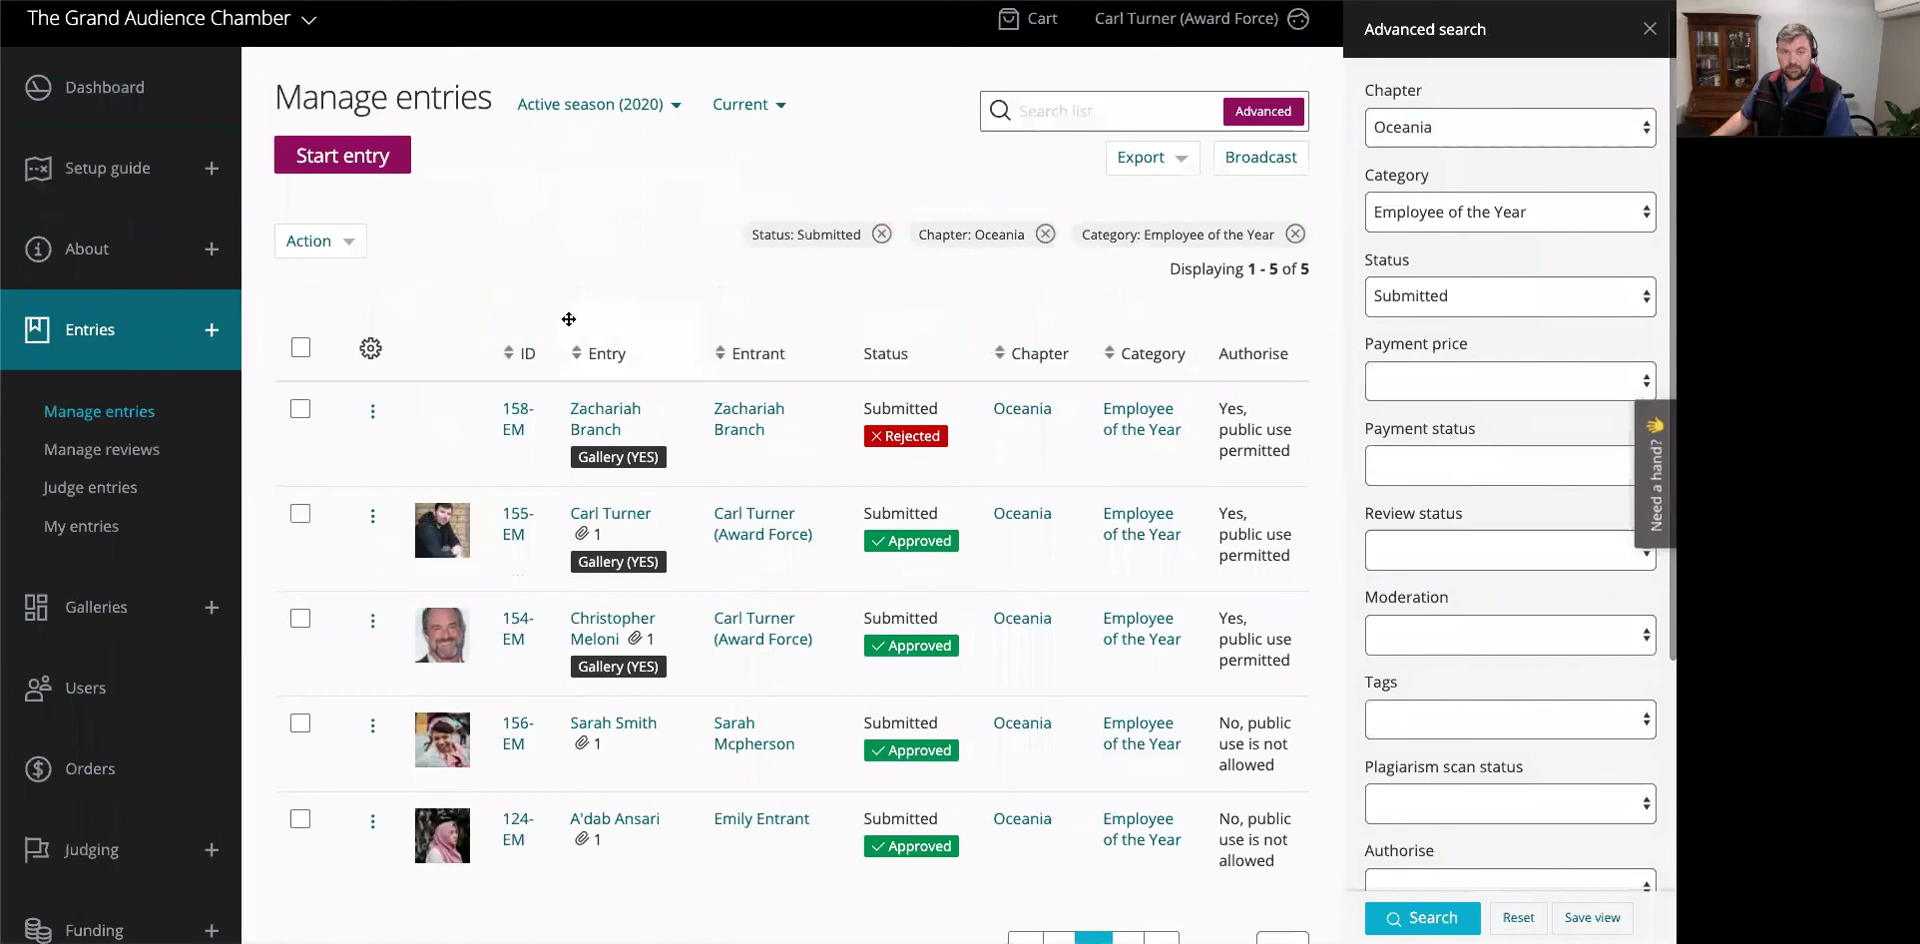 The Grand Audience Chamber
Cart
Carl Turner (Award Force)
Dashboard
Setup guide
About
Entries
Manage entries
Manage reviews
Judge entries
My entries
Galleries
Users
Orders
Judging
Funding
Manage entries
Active season (2020)
Current
Search list
Advanced
Start entry
Export
Broadcast
Action
Status: Submitted
Chapter: Oceania
Category: Employee of the Year
Displaying 1 - 5 of 5
ID
Entry
Entrant
Status
Chapter
Category
Authorise
158-
EM
Zachariah
Branch
Gallery (YES)
Zachariah
Branch
Submitted
Rejected
Oceania
Employee
of the Year
Yes,
public use
permitted
155-
EM
Carl Turner
1
Gallery (YES)
Carl Turner
(Award Force)
Submitted
Approved
Oceania
Employee
of the Year
Yes,
public use
permitted
154-
EM
Christopher
Meloni 1
Gallery (YES)
Carl Turner
(Award Force)
Submitted
Approved
Oceania
Employee
of the Year
Yes,
public use
permitted
156-
EM
Sarah Smith
1
Sarah
Mcpherson
Submitted
Approved
Oceania
Employee
of the Year
No, public
use is not
allowed
124-
EM
A'dab Ansari
1
Emily Entrant
Submitted
Approved
Oceania
Employee
of the Year
No, public
use is not
allowed
Advanced search
Chapter
Oceania
Category
Employee of the Year
Status
Submitted
Payment price
Payment status
Review status
Moderation
Tags
Plagiarism scan status
Authorise
Search
Reset
Save view
Need a hand?